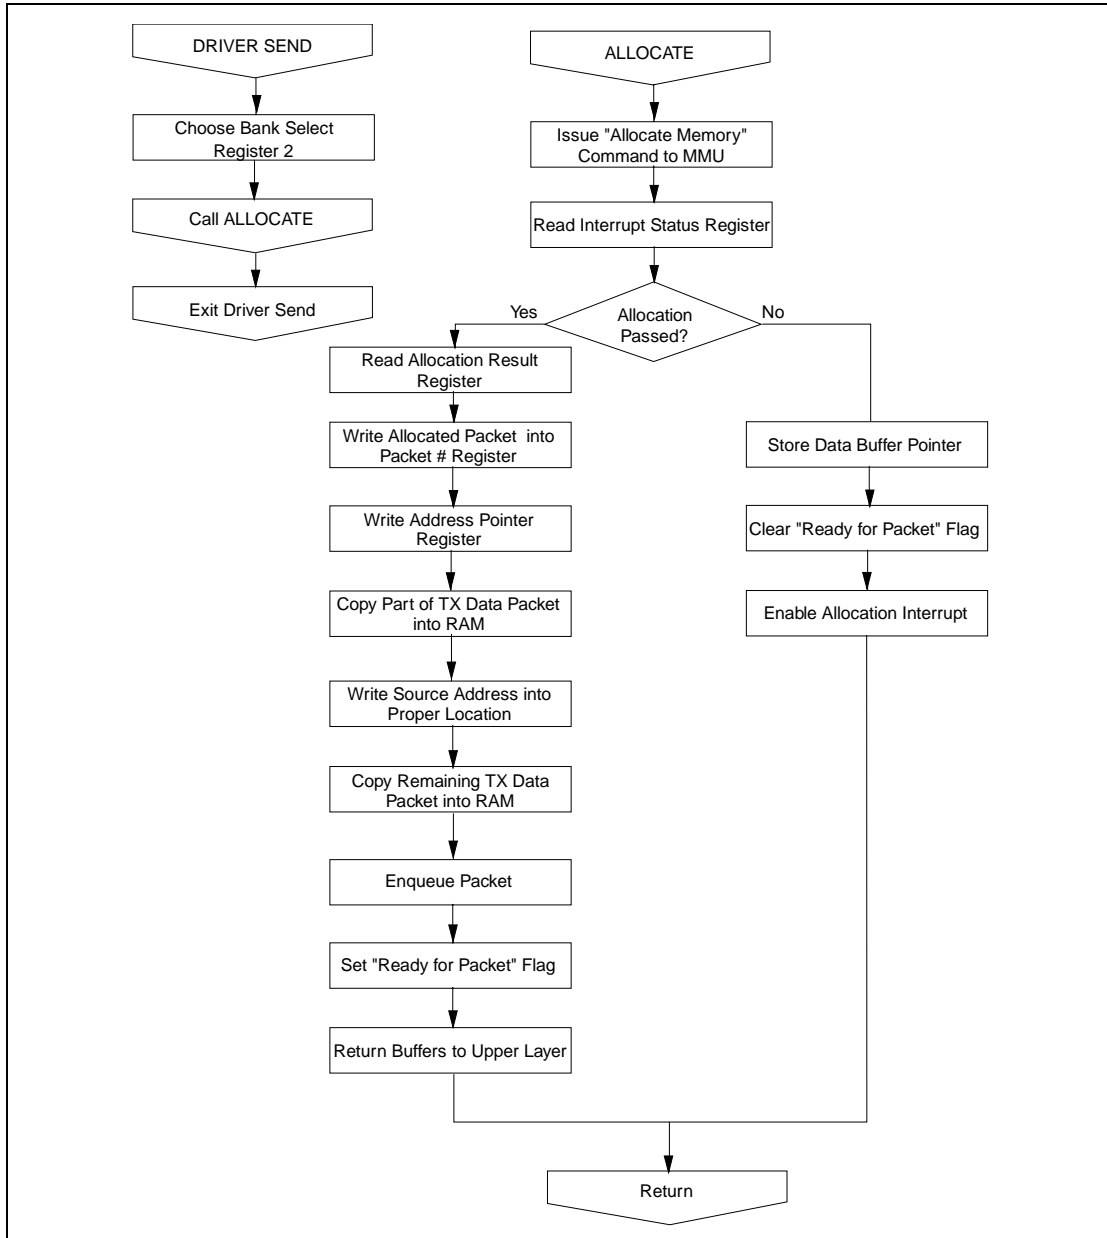 DRIVER SEND
Choose Bank Select
Register 2
Call ALLOCATE
Exit Driver Send
ALLOCATE
Issue "Allocate Memory"
Command to MMU
Read Interrupt Status Register
Allocation
Passed?
Yes
No
Read Allocation Result
Register
Write Allocated Packet into
Packet # Register
Write Address Pointer
Register
Copy Part of TX Data Packet
into RAM
Write Source Address into
Proper Location
Copy Remaining TX Data
Packet into RAM
Enqueue Packet
Set "Ready for Packet" Flag
Return Buffers to Upper Layer
Store Data Buffer Pointer
Clear "Ready for Packet" Flag
Enable Allocation Interrupt
Return